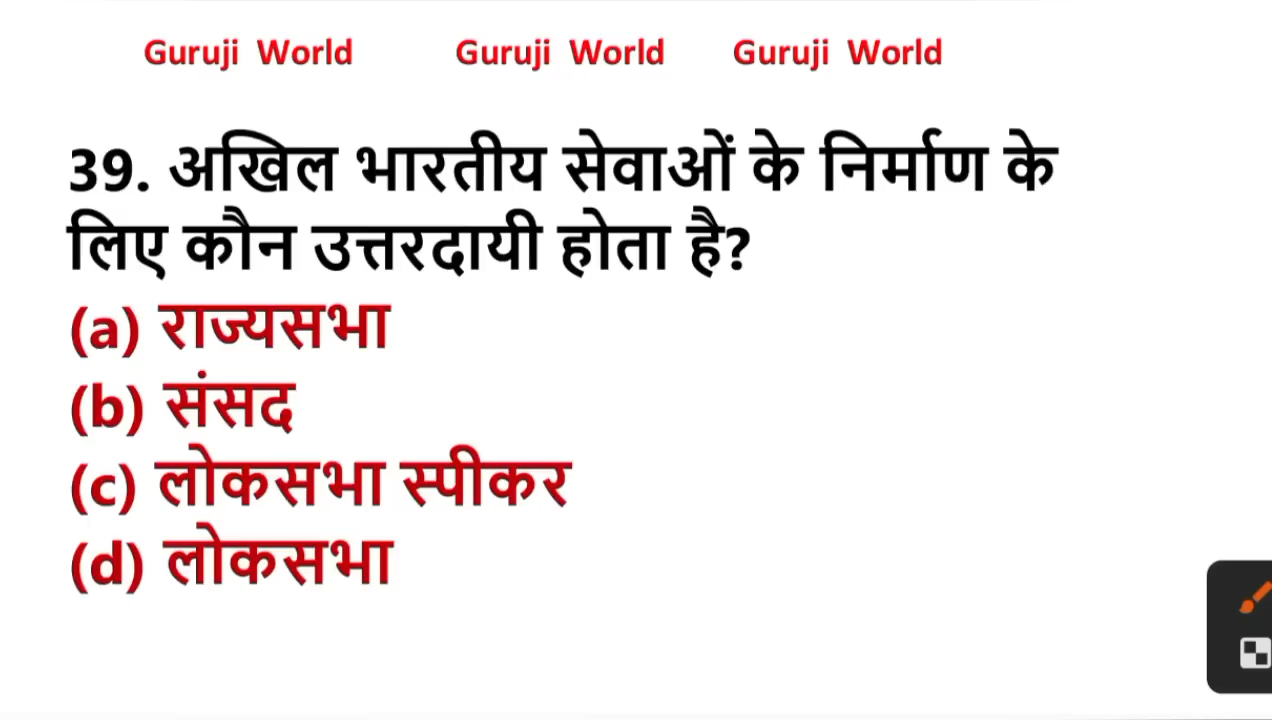 Guruji World Guruji World Guruji World
39. अखिल भारतीय सेवाओं के निर्माण के
लिए कौन उत्तरदायी होता है?
(a) राज्यसभा
(b) संसद
(c) लोकसभा स्पीकर
(d) लोकसभा